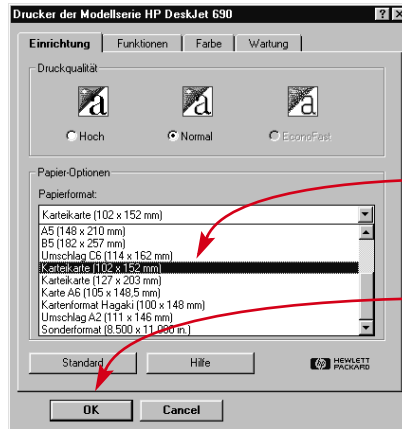 Drucker der Modellserie HP DeskJet 690
Einrichtung Funktionen Farbe Wartung
Druckqualität
Hoch Normal EconoFast
Papier-Optionen
Papierformat:
Karteikarte (102 x 152 mm)
A5 (148 x 210 mm)
B5 (182 x 257 mm)
Umschlag C6 (114 x 162 mm)
Karteikarte (102 x 152 mm)
Karteikarte (127 x 203 mm)
Karte A6 (105 x 148,5 mm)
Kartenformat Hagaki (100 x 148 mm)
Umschlag A2 (111 x 146 mm)
Sonderformat (8.500 x 11.000 in.)
Standard Hilfe
hp HEWLETT
PACKARD
OK Cancel